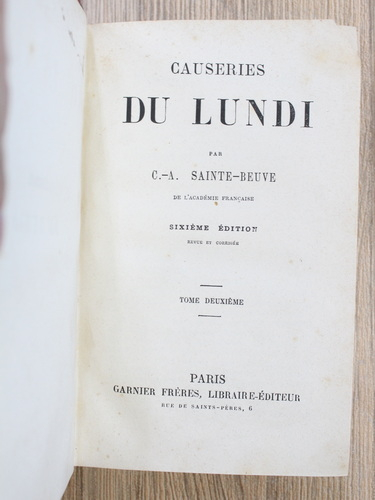 CAUSERIES
DU LUNDI
PAR
C.-A. SAINTE-BEUVE
DE L'ACADÉMIE FRANÇAISE
SIXIÉME ÉDITION
REVUE ET CORRIGÉE
TOME DEUXIÈME
PARIS
GARNIER FRÈRES, LIBRAIRE-ÉDITEUR
RUE DE SAINTS-PÈRES, 6